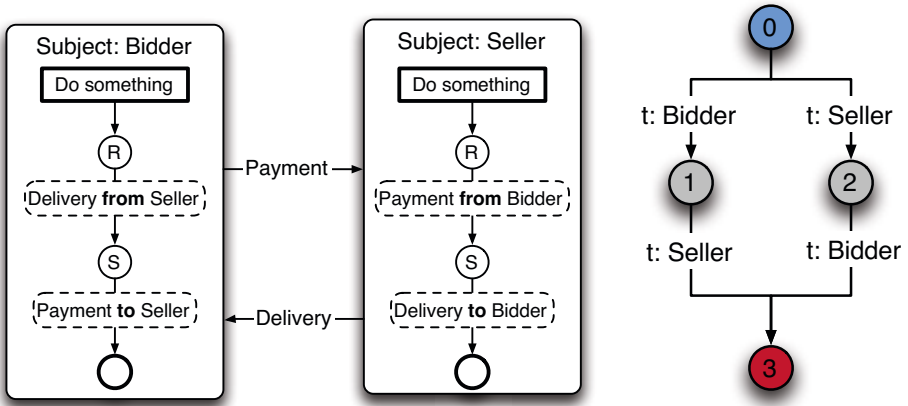 Subject: Bidder
Do something
R
Delivery from Seller
S
Payment to Seller
Payment
Delivery
Subject: Seller
Do something
R
Payment from Bidder
S
Delivery to Bidder
0
t: Bidder
t: Seller
1
2
t: Seller
t: Bidder
3